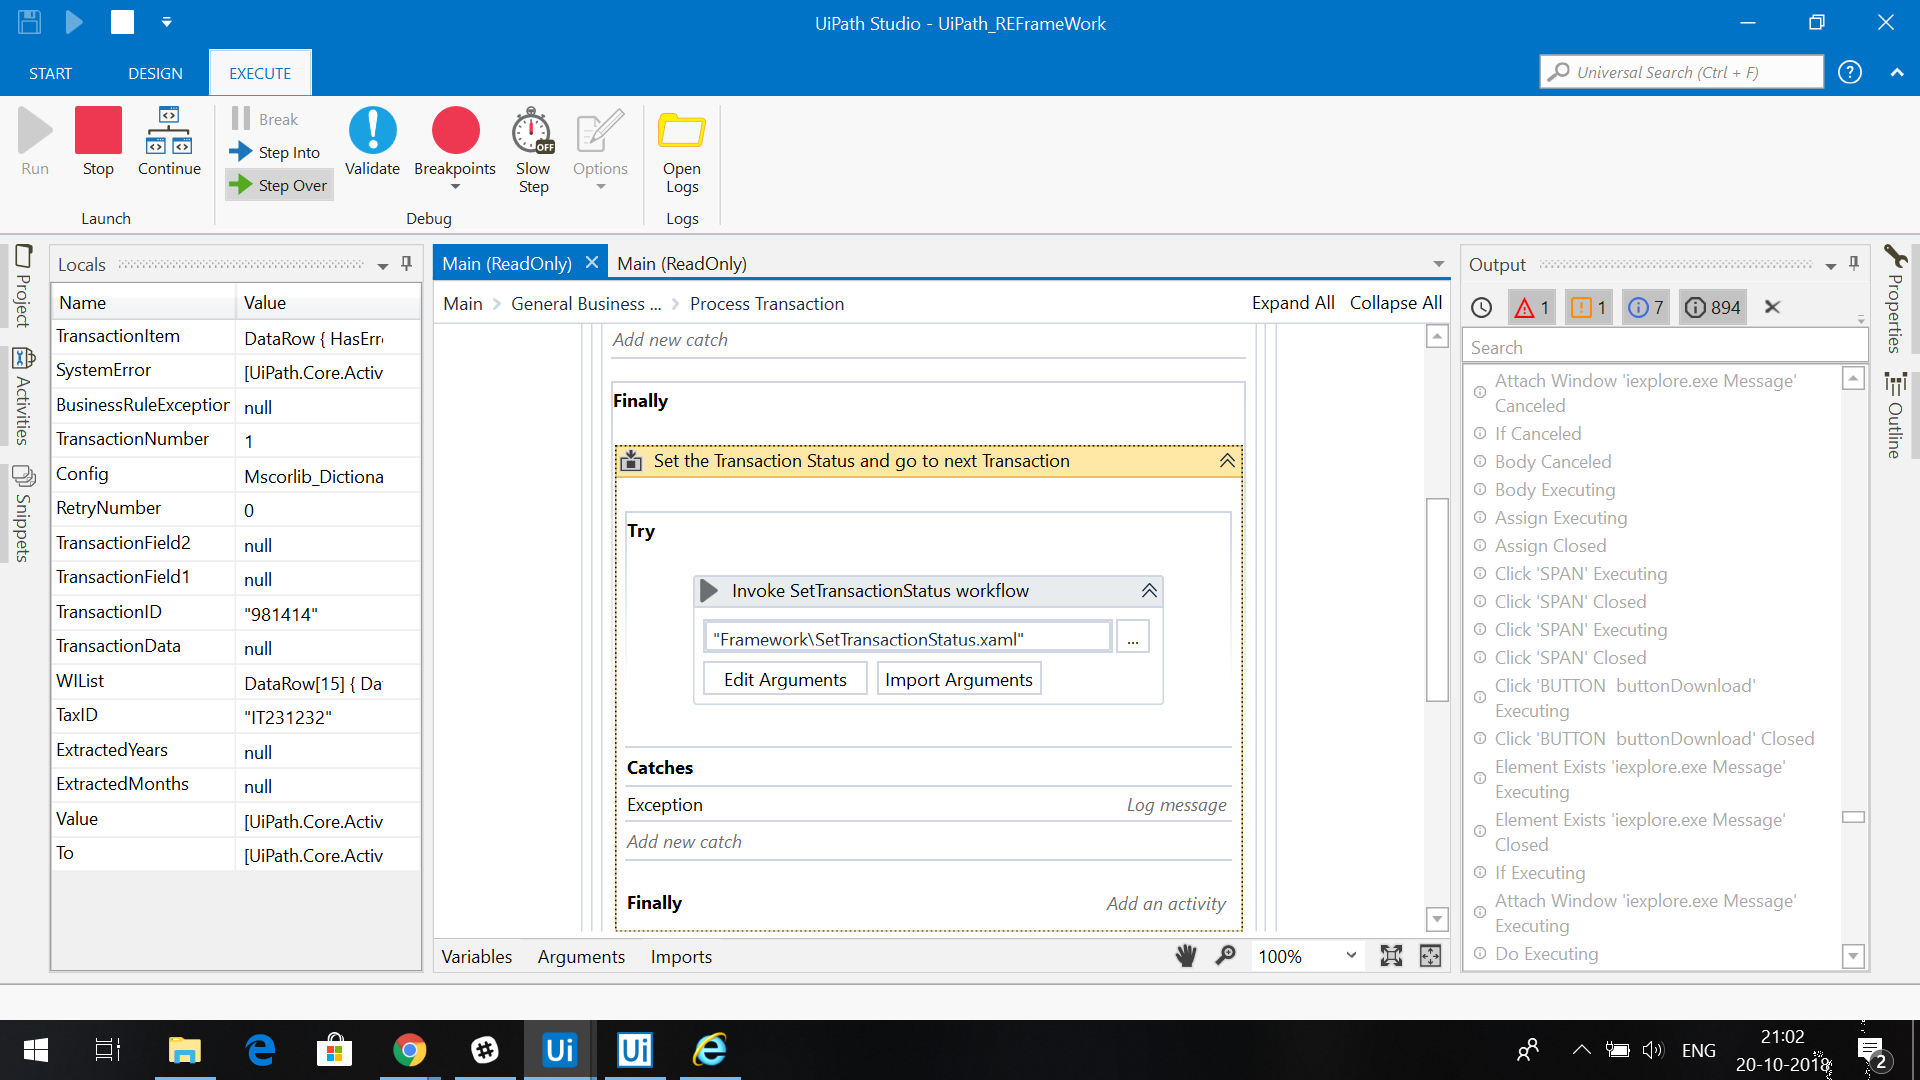 UiPath Studio - UiPath_REFrameWork
START
DESIGN
EXECUTE
Universal Search (Ctrl + F)
Run
Stop
Continue
Launch
Break
Step Into
Step Over
Validate
Breakpoints
Slow
Step
OFF
Options
Debug
Open
Logs
Logs
Project
Activities
Snippets
Locals
Name Value
TransactionItem DataRow { HasErr
SystemError [UiPath.Core.Activ
BusinessRuleException null
TransactionNumber 1
Config Mscorlib_Dictiona
RetryNumber 0
TransactionField2 null
TransactionField1 null
TransactionID "981414"
TransactionData null
WIList DataRow[15] { Da
TaxID "IT231232"
ExtractedYears null
ExtractedMonths null
Value [UiPath.Core.Activ
To [UiPath.Core.Activ
Main (ReadOnly)
Main (ReadOnly)
Main > General Business ... > Process Transaction
Expand All Collapse All
Add new catch
Finally
Set the Transaction Status and go to next Transaction
Try
Invoke SetTransactionStatus workflow
"Framework\SetTransactionStatus.xaml"
...
Edit Arguments
Import Arguments
Catches
Exception Log message
Add new catch
Finally Add an activity
Variables Arguments Imports
100%
Output
1 1 7 894
Search
Attach Window 'iexplore.exe Message'
Canceled
If Canceled
Body Canceled
Body Executing
Assign Executing
Assign Closed
Click 'SPAN' Executing
Click 'SPAN' Closed
Click 'SPAN' Executing
Click 'SPAN' Closed
Click 'BUTTON buttonDownload'
Executing
Click 'BUTTON buttonDownload' Closed
Element Exists 'iexplore.exe Message'
Executing
Element Exists 'iexplore.exe Message'
Closed
If Executing
Attach Window 'iexplore.exe Message'
Executing
Do Executing
Properties
Outline
Ui
Ui
ENG
21:02
20-10-2018
2